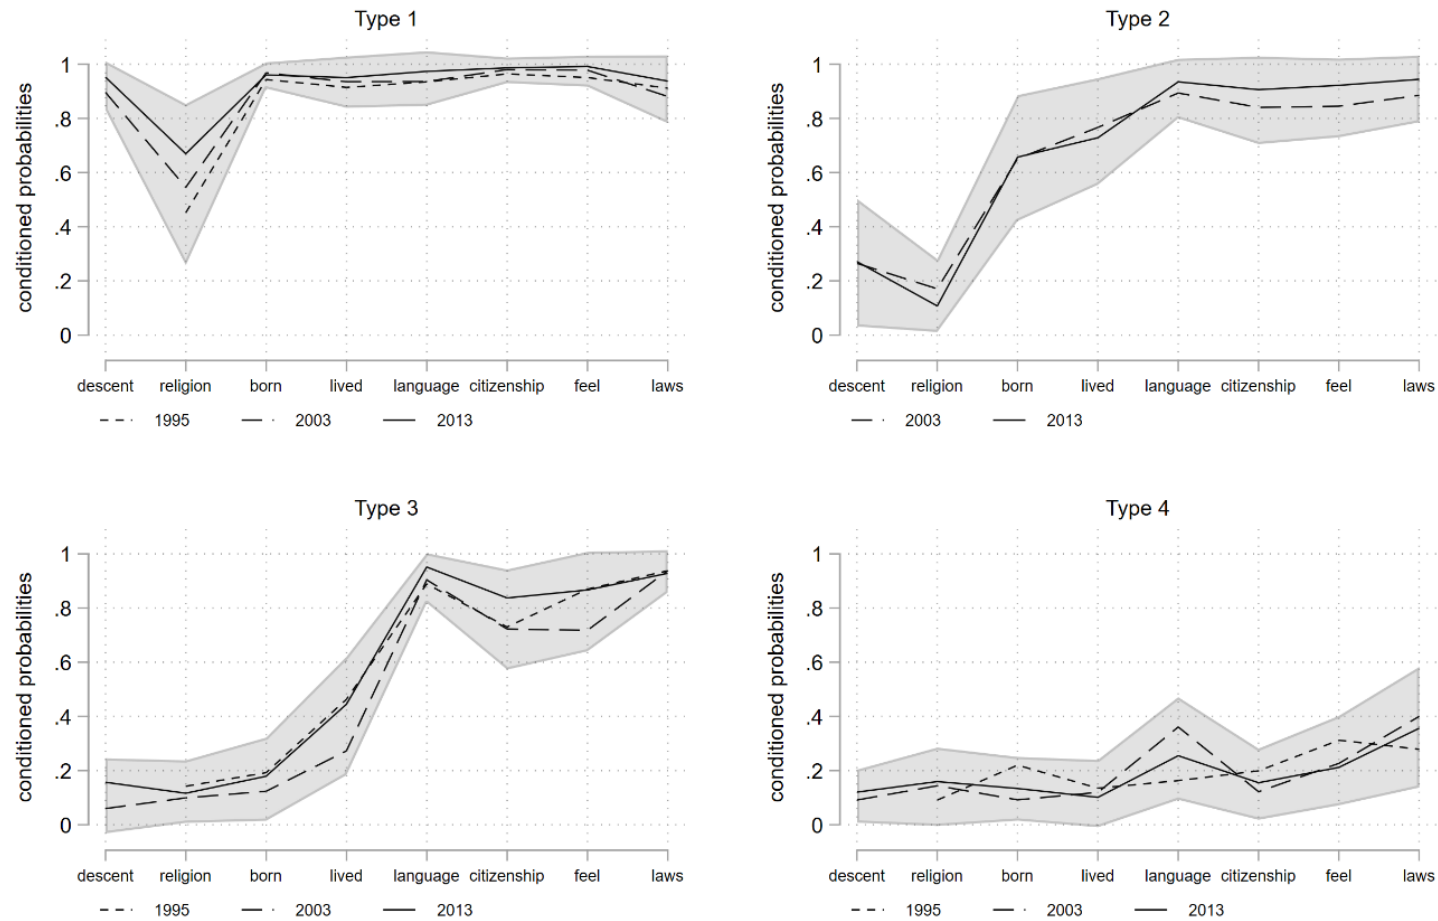 Type 1
conditioned probabilities
1
.8
.6
.4
.2
0
descent religion born lived language citizenship feel laws
1995 2003 2013
Type 2
conditioned probabilities
1
.8
.6
.4
.2
0
descent religion born lived language citizenship feel laws
2003 2013
Type 3
conditioned probabilities
1
.8
.6
.4
.2
0
descent religion born lived language citizenship feel laws
1995 2003 2013
Type 4
conditioned probabilities
1
.8
.6
.4
.2
0
descent religion born lived language citizenship feel laws
1995 2003 2013